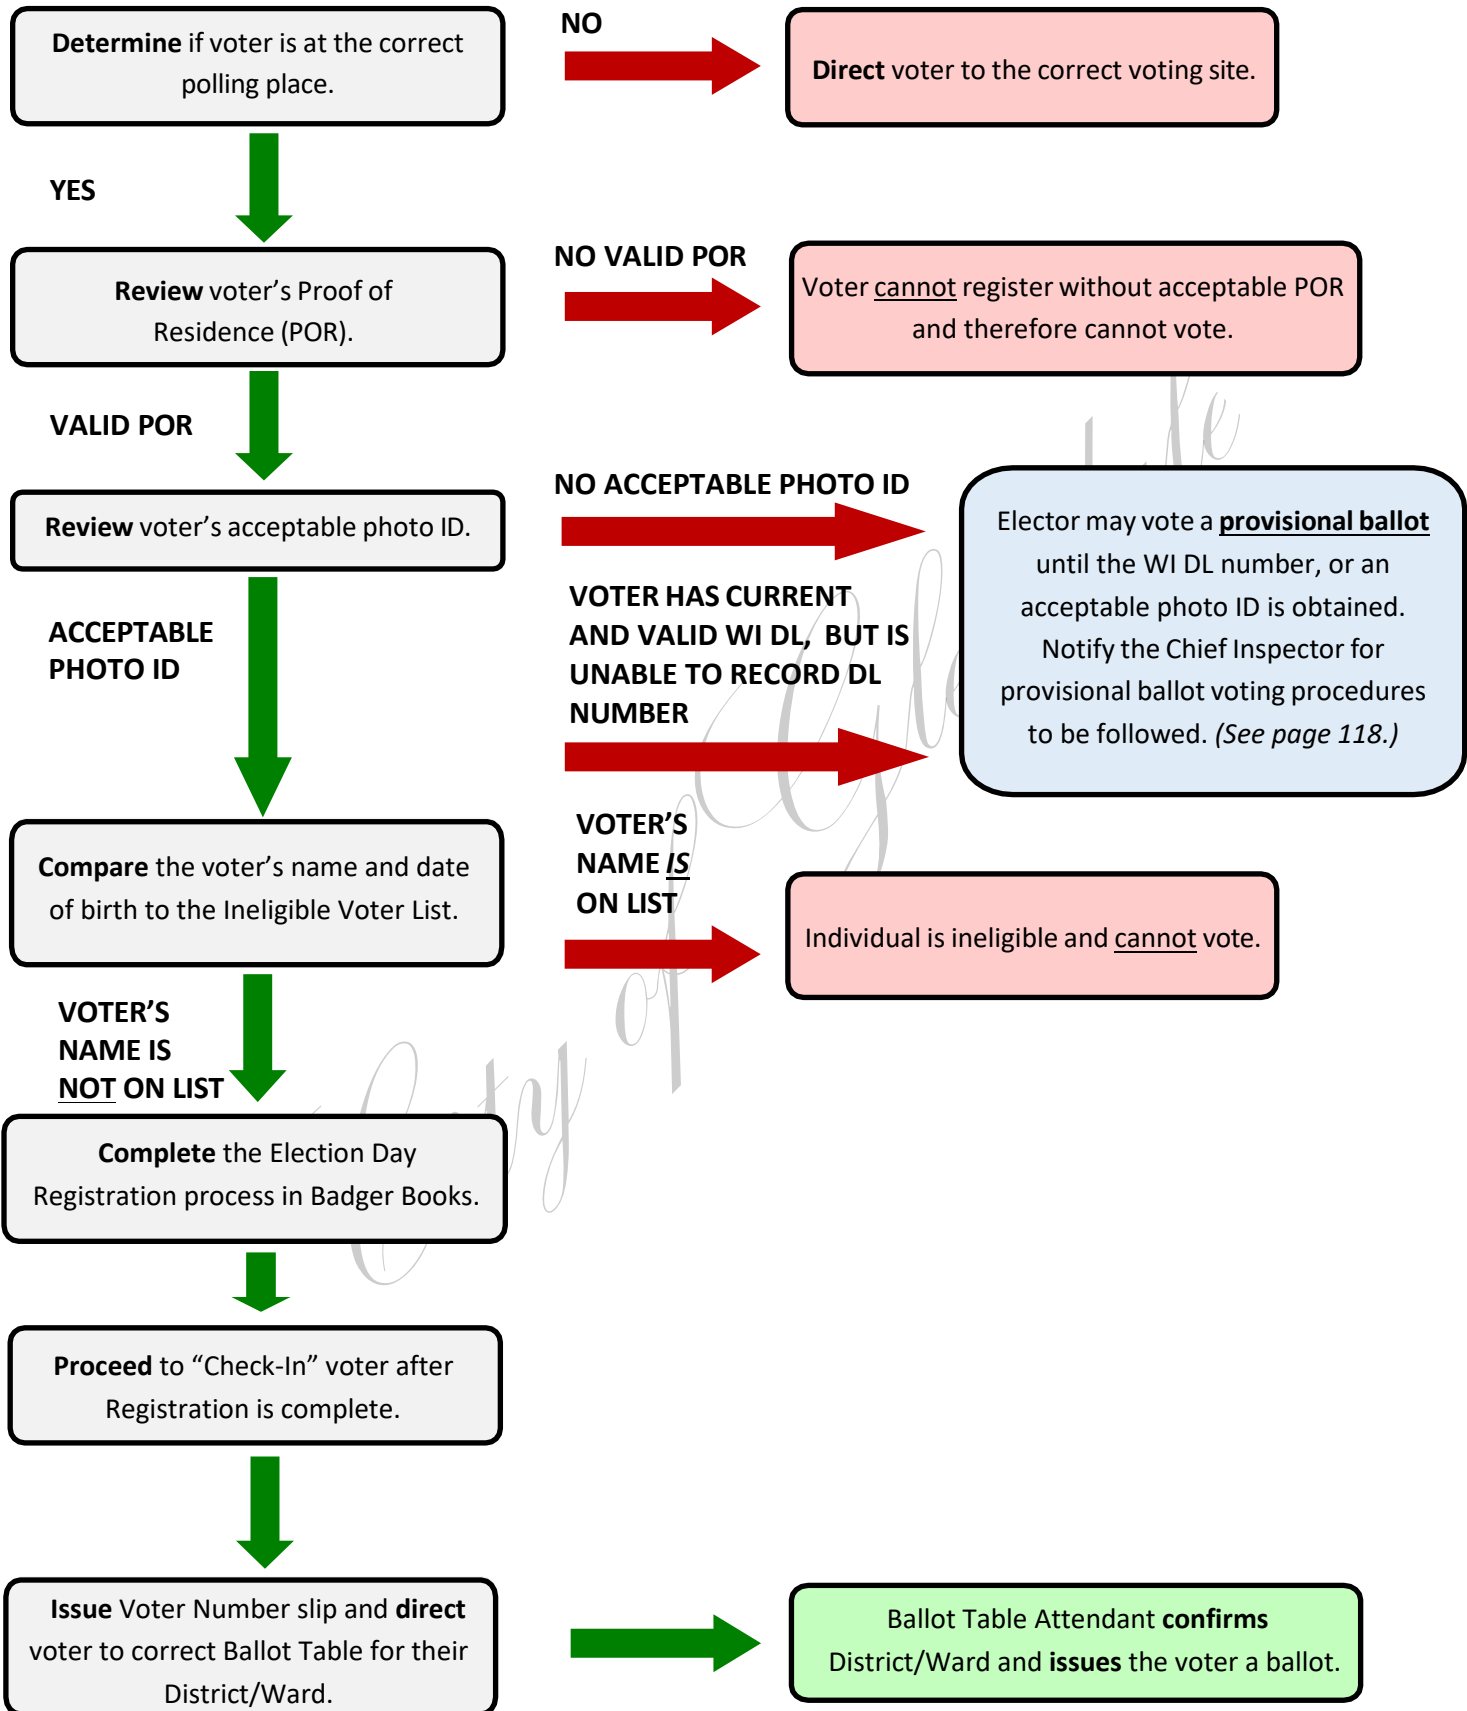 Determine if voter is at the correct
polling place.
NO
Direct voter to the correct voting site.
YES
Review voter’s Proof of
Residence (POR).
NO VALID POR
Voter cannot register without acceptable POR
and therefore cannot vote.
VALID POR
Review voter’s acceptable photo ID.
NO ACCEPTABLE PHOTO ID
VOTER HAS CURRENT
AND VALID WI DL, BUT IS
UNABLE TO RECORD DL
NUMBER
Elector may vote a provisional ballot
until the WI DL number, or an
acceptable photo ID is obtained.
Notify the Chief Inspector for
provisional ballot voting procedures
to be followed. (See page 118.)
ACCEPTABLE
PHOTO ID
Compare the voter’s name and date
of birth to the Ineligible Voter List.
VOTER’S
NAME IS
ON LIST
Individual is ineligible and cannot vote.
VOTER’S
NAME IS
NOT ON LIST
Complete the Election Day
Registration process in Badger Books.
Proceed to “Check-In” voter after
Registration is complete.
Issue Voter Number slip and direct
voter to correct Ballot Table for their
District/Ward.
Ballot Table Attendant confirms
District/Ward and issues the voter a ballot.
City of